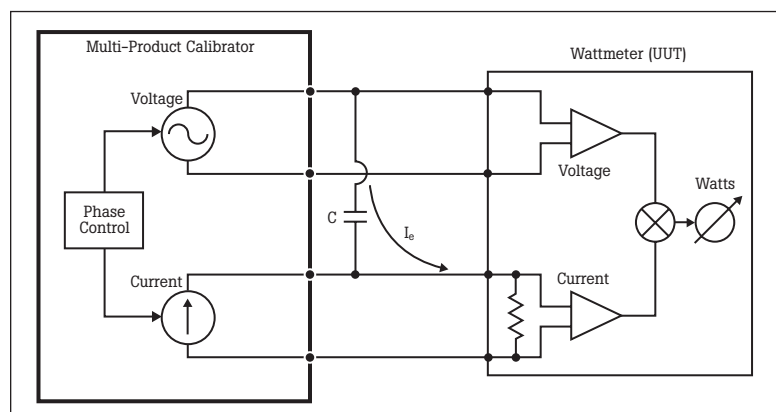 Multi-Product Calibrator
Wattmeter (UUT)
Voltage
Voltage
Watts
Phase
Control
C
Ie
Current
Current